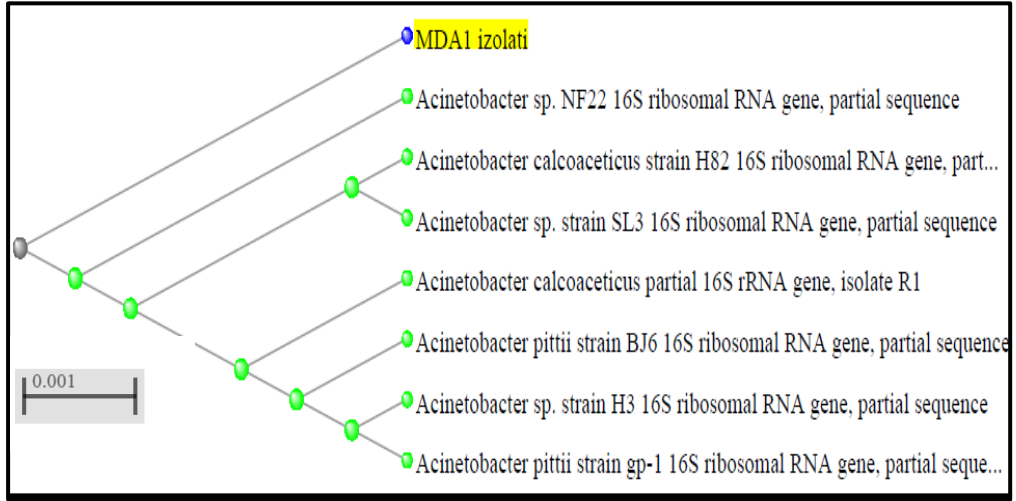 MDA1 izolati
Acinetobacter sp. NF22 16S ribosomal RNA gene, partial sequence
Acinetobacter calcoaceticus strain H82 16S ribosomal RNA gene, part...
Acinetobacter sp. strain SL3 16S ribosomal RNA gene, partial sequence
Acinetobacter calcoaceticus partial 16S rRNA gene, isolate R1
Acinetobacter pittii strain BJ6 16S ribosomal RNA gene, partial sequence
0.001
Acinetobacter sp. strain H3 16S ribosomal RNA gene, partial sequence
Acinetobacter pittii strain gp-1 16S ribosomal RNA gene, partial seque...